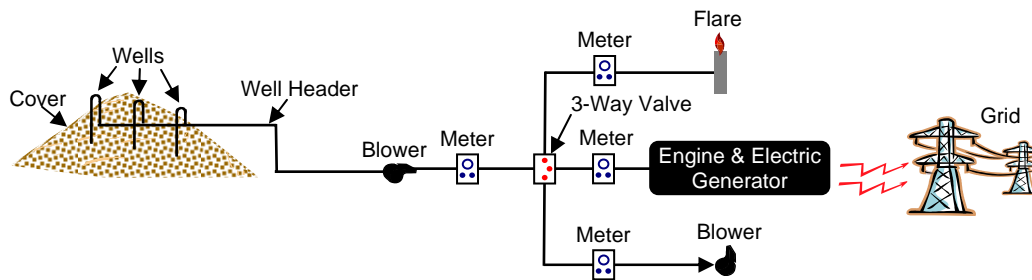 Flare
Meter
Wells
Cover
Well Header
3-Way Valve
Grid
Blower
Meter
Meter
Engine & Electric
Generator
Meter
Blower